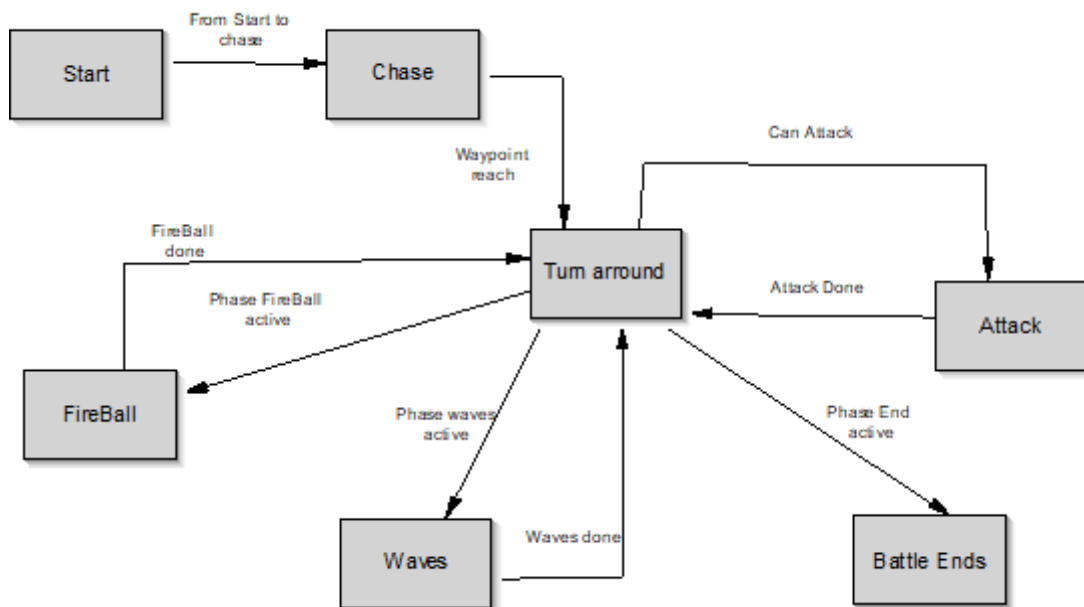 From Start to
chase
Start
Chase
Can Attack
Waypoint
reach
FireBall
done
Turn arround
Phase FireBall
active
Attack Done
Attack
FireBall
Phase waves
active
Phase End
active
Waves done
Waves
Battle Ends